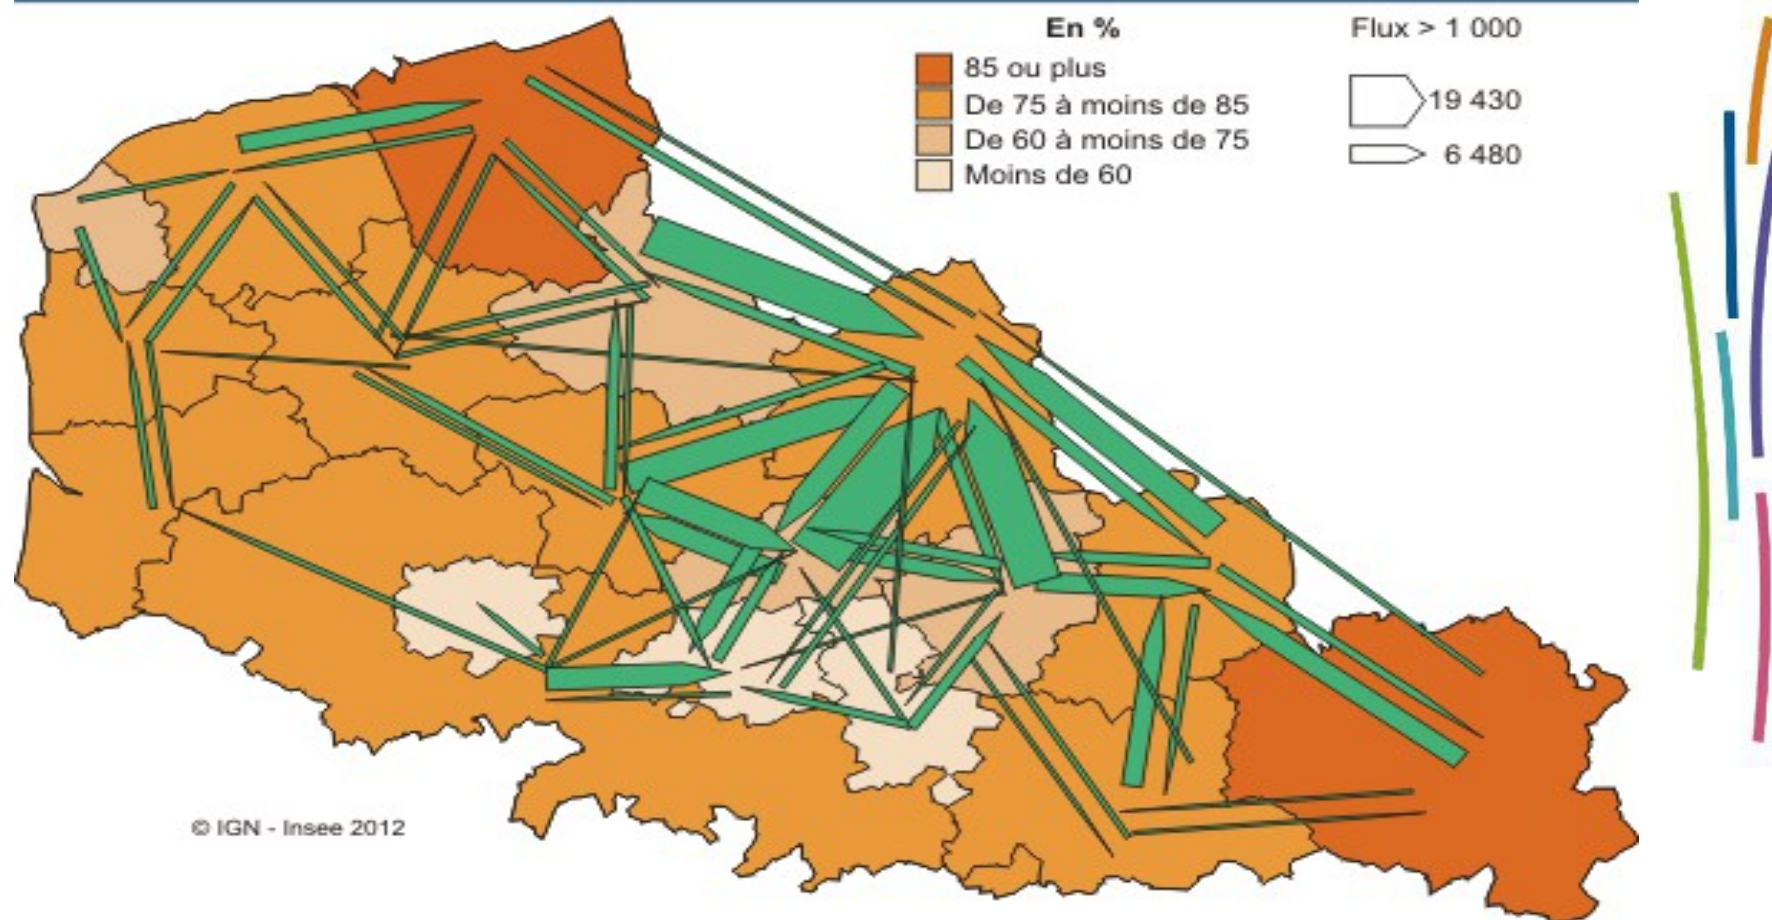 En %
85 ou plus
De 75 à moins de 85
De 60 à moins de 75
Moins de 60
Flux > 1 000
19 430
6 480
© IGN - Insee 2012